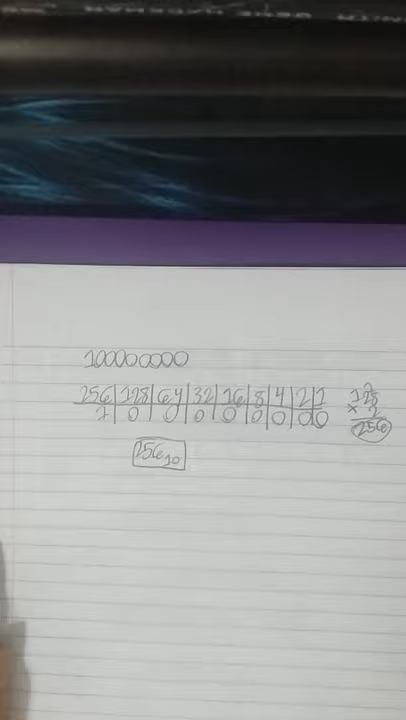 100000000
256 128 64 32 16 8 4 2 1
1 0 0 0 0 0 0 0 0
128
x 2
256
256₁₀